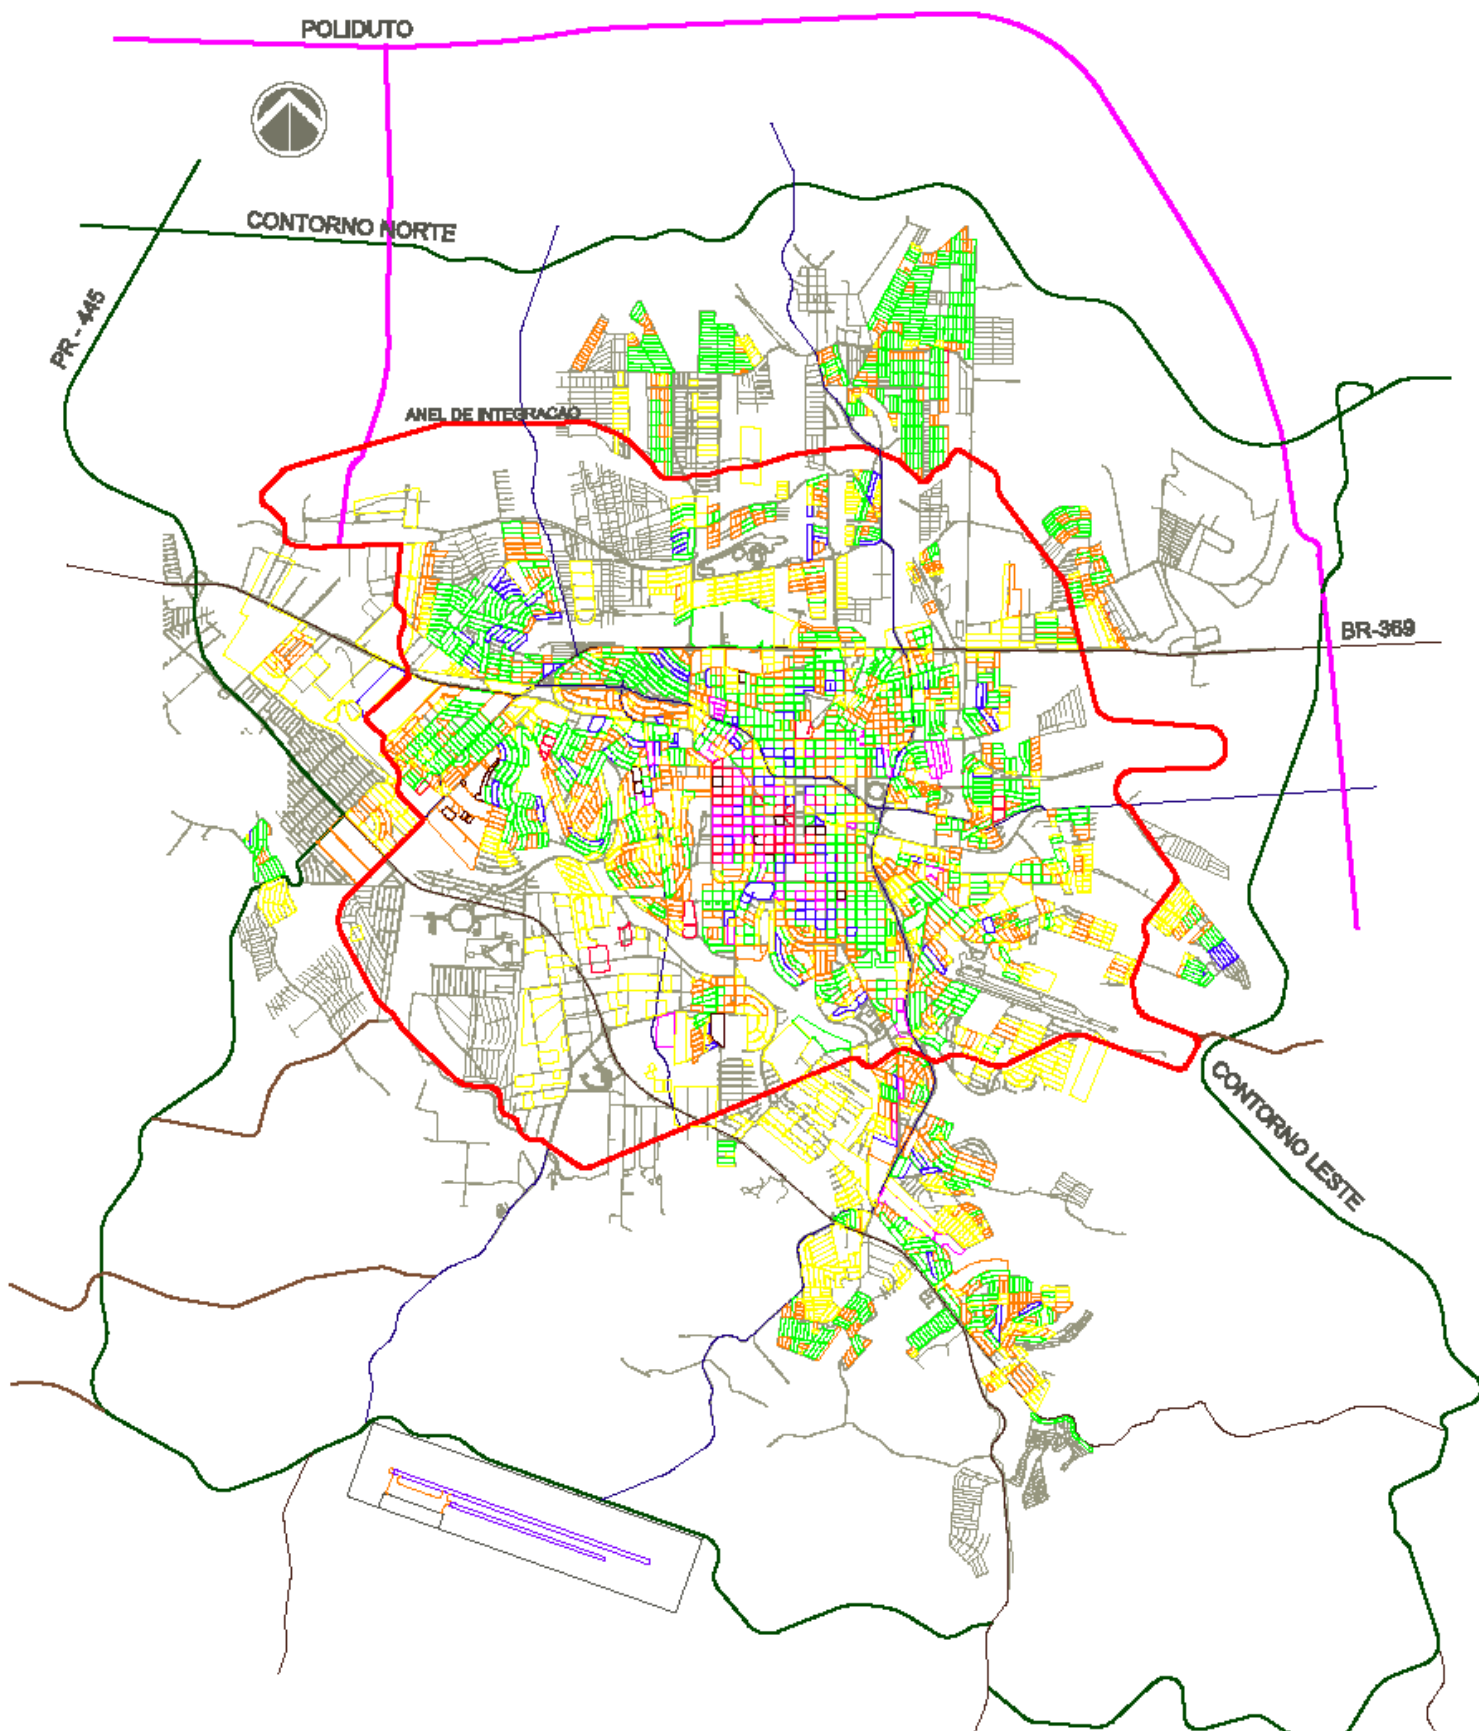 POLIDUTO
CONTORNO NORTE
PR - 445
ANEL DE INTEGRACAO
BR-369
CONTORNO LESTE